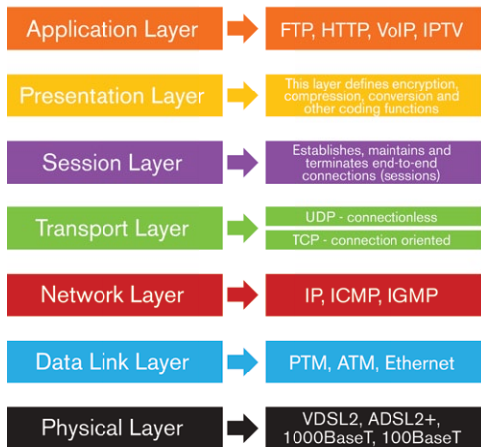 Application Layer
FTP, HTTP, VoIP, IPTV
Presentation Layer
This layer defines encryption,
compression, conversion and
other coding functions
Session Layer
Establishes, maintains and
terminates end-to-end
connections (sessions)
Transport Layer
UDP - connectionless
TCP - connection oriented
Network Layer
IP, ICMP, IGMP
Data Link Layer
PTM, ATM, Ethernet
Physical Layer
VDSL2, ADSL2+,
1000BaseT, 100BaseT